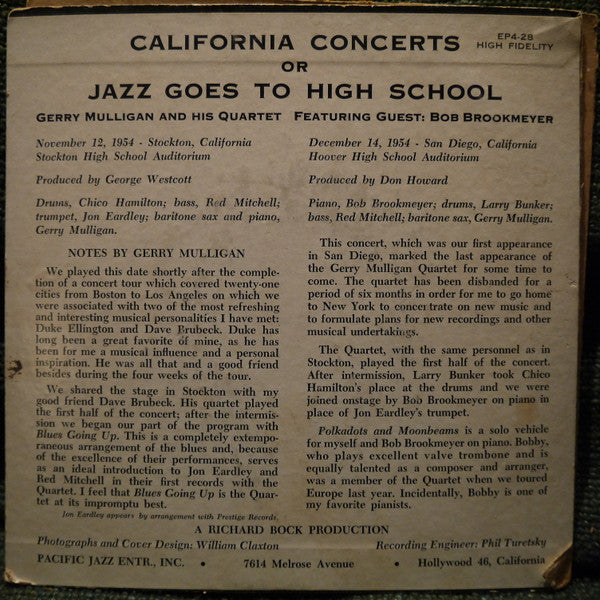 CALIFORNIA CONCERTS
EP4-28
HIGH FIDELITY
OR
JAZZ GOES TO HIGH SCHOOL
GERRY MULLIGAN AND HIS QUARTET FEATURING GUEST: BOB BROOKMEYER
November 12, 1954 - Stockton, California
Stockton High School Auditorium
Produced by George Westcott
Drums, Chico Hamilton; bass, Red Mitchell;
trumpet, Jon Eardley; baritone sax and piano,
Gerry Mulligan.
NOTES BY GERRY MULLIGAN
We played this date shortly after the comple-
tion of a concert tour which covered twenty-one
cities from Boston to Los Angeles on which we
were associated with two of the most refreshing
and interesting musical personalities I have met:
Duke Ellington and Dave Brubeck. Duke has
long been a great favorite of mine, as he has
been for me a musical influence and a personal
inspiration. He was all that and a good friend
besides during the four weeks of the tour.
We shared the stage in Stockton with my
good friend Dave Brubeck. His quartet played
the first half of the concert; after the intermis-
sion we began our part of the program with
Blues Going Up. This is a completely extempo-
raneous arrangement of the blues and, because
of the excellence of their performances, serves
as an ideal introduction to Jon Eardley and
Red Mitchell in their first records with the
Quartet. I feel that Blues Going Up is the Quar-
tet at its impromptu best.
Jon Eardley appears by arrangement with Prestige Records.
December 14, 1954 - San Diego, California
Hoover High School Auditorium
Produced by Don Howard
Piano, Bob Brookmeyer; drums, Larry Bunker;
bass, Red Mitchell; baritone sax, Gerry Mulligan.
This concert, which was our first appearance
in San Diego, marked the last appearance of
the Gerry Mulligan Quartet for some time to
come. The quartet has been disbanded for a
period of six months in order for me to go home
to New York to concertrate on new music and
to formulate plans for new recordings and other
musical undertakings.
The Quartet, with the same personnel as in
Stockton, played the first half of the concert.
After intermission, Larry Bunker took Chico
Hamilton's place at the drums and we were
joined onstage by Bob Brookmeyer on piano in
place of Jon Eardley's trumpet.
Polkadots and Moonbeams is a solo vehicle
for myself and Bob Brookmeyer on piano. Bobby,
who plays excellent valve trombone and is
equally talented as a composer and arranger,
was a member of the Quartet when we toured
Europe last year. Incidentally, Bobby is one of
my favorite pianists.
A RICHARD BOCK PRODUCTION
Photographs and Cover Design: William Claxton
Recording Engineer: Phil Turetsky
PACIFIC JAZZ ENTR., INC. • 7614 Melrose Avenue • Hollywood 46, California